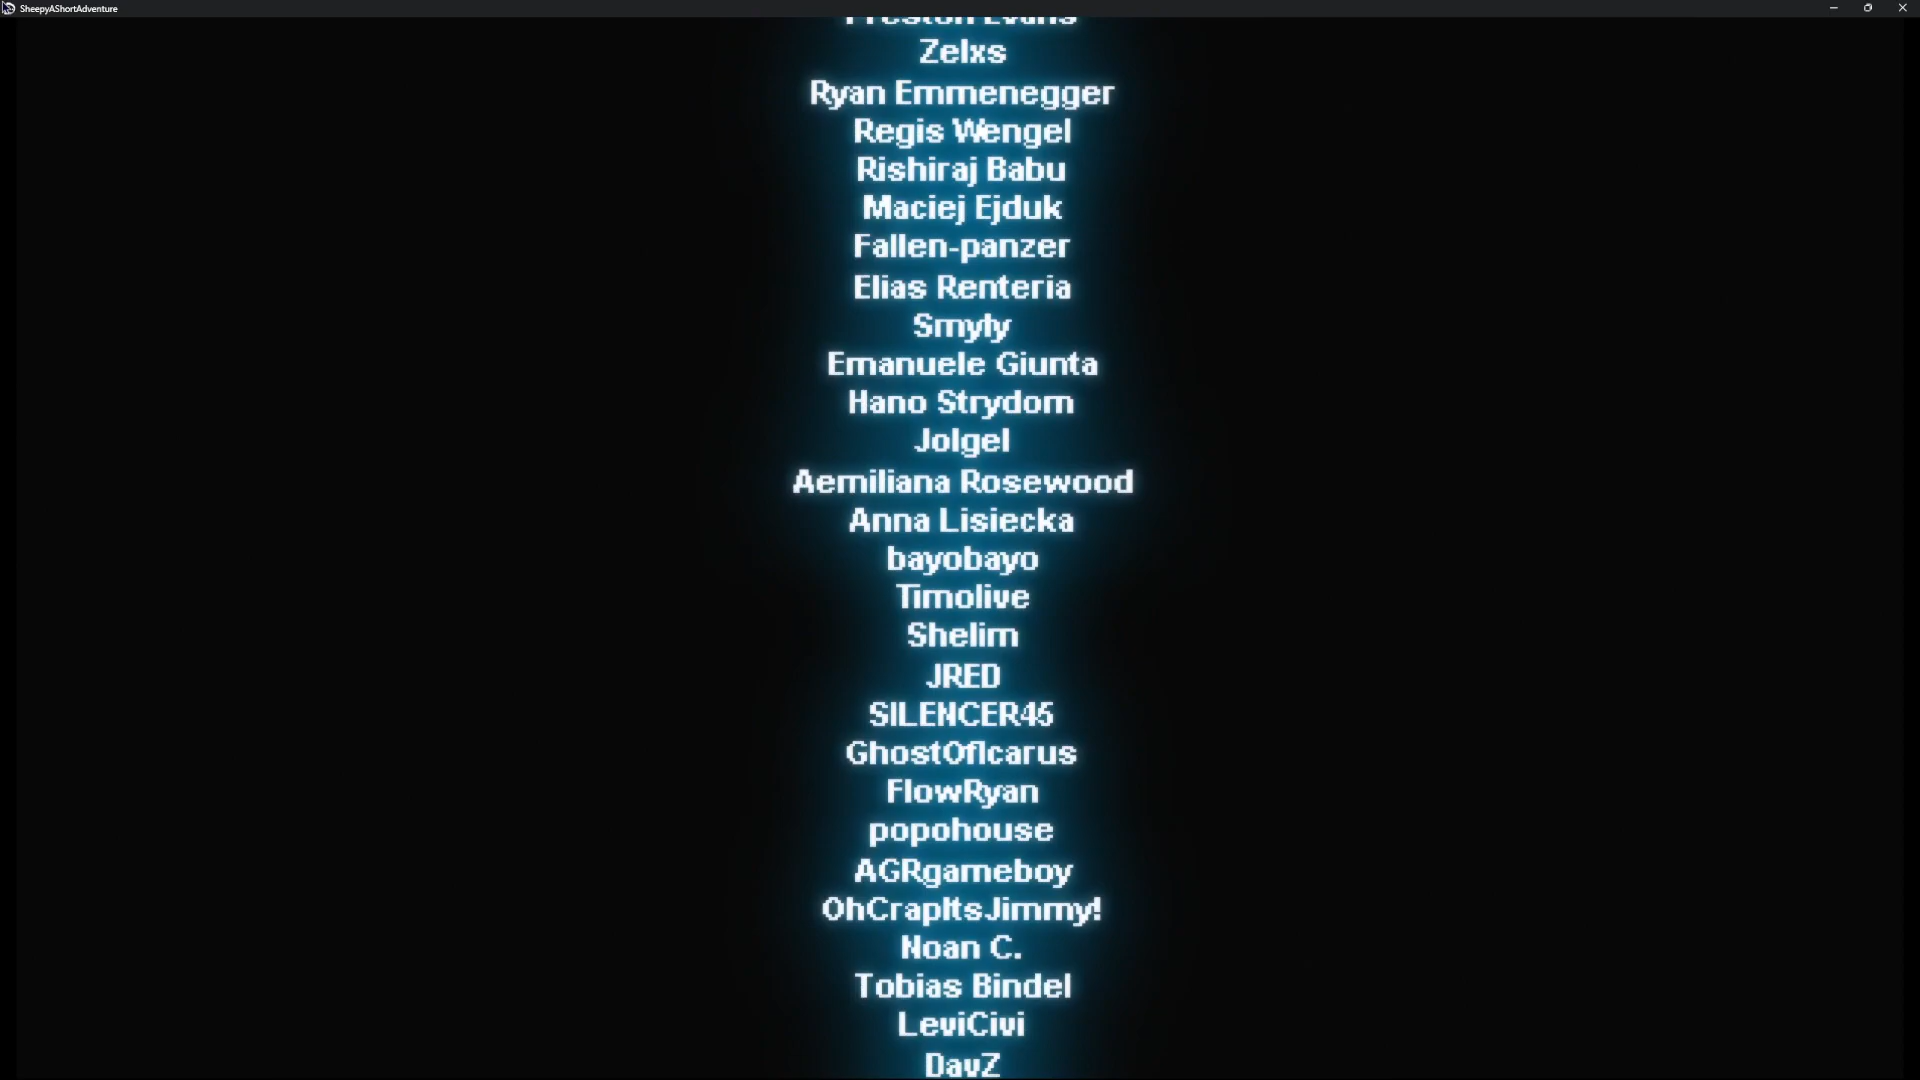 SheepyAShortAdventure
Preston Evans
Zelxs
Ryan Emmenegger
Regis Wengel
Rishiraj Babu
Maciej Ejduk
Fallen-panzer
Elias Renteria
Smyły
Emanuele Giunta
Hano Strydom
Jolgel
Aemiliana Rosewood
Anna Lisiecka
bayobayo
Timolive
Shelim
JRED
SILENCER45
GhostOfIcarus
FlowRyan
popohouse
AGRgameboy
OhCrapItsJimmy!
Noan C.
Tobias Bindel
LeviCivi
DavZ